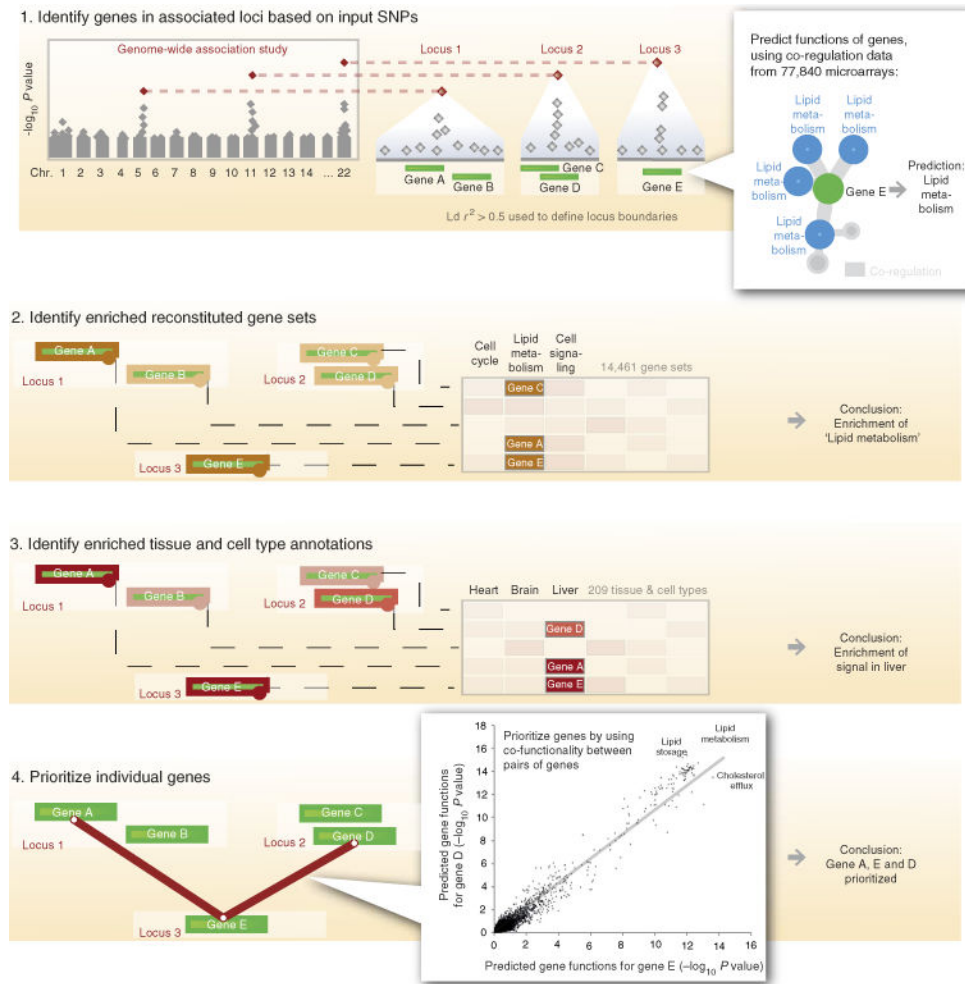 1. Identify genes in associated loci based on input SNPs
Genome-wide association study
Locus 1
Locus 2
Locus 3
-log10 P value
Chr. 1 2 3 4 5 6 7 8 9 10 11 12 13 14 ... 22
Gene A
Gene B
Gene C
Gene D
Gene E
Ld r² > 0.5 used to define locus boundaries
Predict functions of genes,
using co-regulation data
from 77,840 microarrays:
Lipid
meta-
bolism
Lipid
meta-
bolism
Lipid
meta-
bolism
Lipid
meta-
bolism
Gene E
Prediction:
Lipid
meta-
bolism
Co-regulation
2. Identify enriched reconstituted gene sets
Gene A
Locus 1
Gene B
Gene C
Locus 2
Gene D
Locus 3
Gene E
Cell
cycle
Lipid
meta-
bolism
Cell
signa-
ling
14,461 gene sets
Gene C
Gene A
Gene E
Conclusion:
Enrichment of
'Lipid metabolism'
3. Identify enriched tissue and cell type annotations
Gene A
Locus 1
Gene B
Gene C
Locus 2
Gene D
Locus 3
Gene E
Heart
Brain
Liver
209 tissue & cell types
Gene D
Gene A
Gene E
Conclusion:
Enrichment of
signal in liver
4. Prioritize individual genes
Gene A
Locus 1
Gene B
Gene C
Locus 2
Gene D
Locus 3
Gene E
Prioritize genes by using
co-functionality between
pairs of genes
Lipid
storage
Lipid
metabolism
Cholesterol
efflux
Predicted gene functions
for gene D (–log10 P value)
18
16
14
12
10
8
6
4
2
0
0 2 4 6 8 10 12 14 16
Predicted gene functions for gene E (–log10 P value)
Conclusion:
Gene A, E and D
prioritized